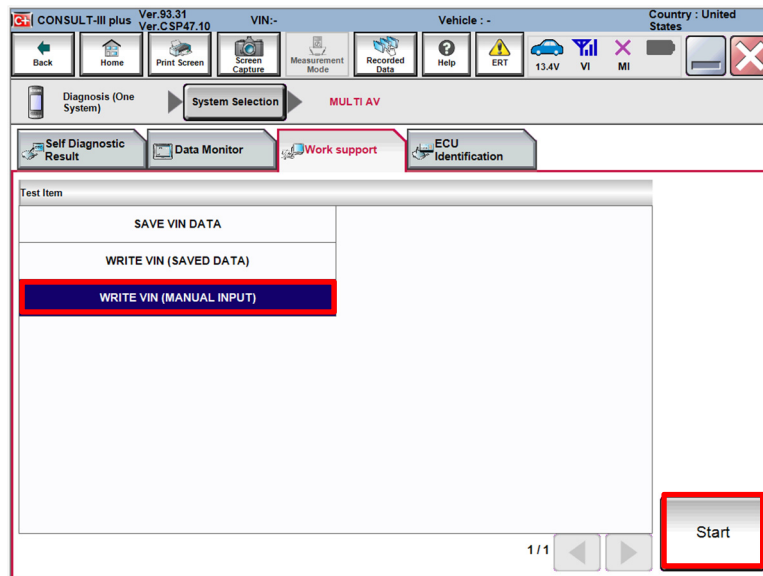 C+ CONSULT-III plus
Ver.93.31
Ver.CSP47.10
VIN:-
Vehicle : -
Country : United
States
Back
Home
Print Screen
Screen
Capture
Measurement
Mode
Recorded
Data
Help
ERT
13.4V
VI
MI
Diagnosis (One
System)
System Selection
MULTI AV
Self Diagnostic
Result
Data Monitor
Work support
ECU
Identification
Test Item
SAVE VIN DATA
WRITE VIN (SAVED DATA)
WRITE VIN (MANUAL INPUT)
Start
1/1